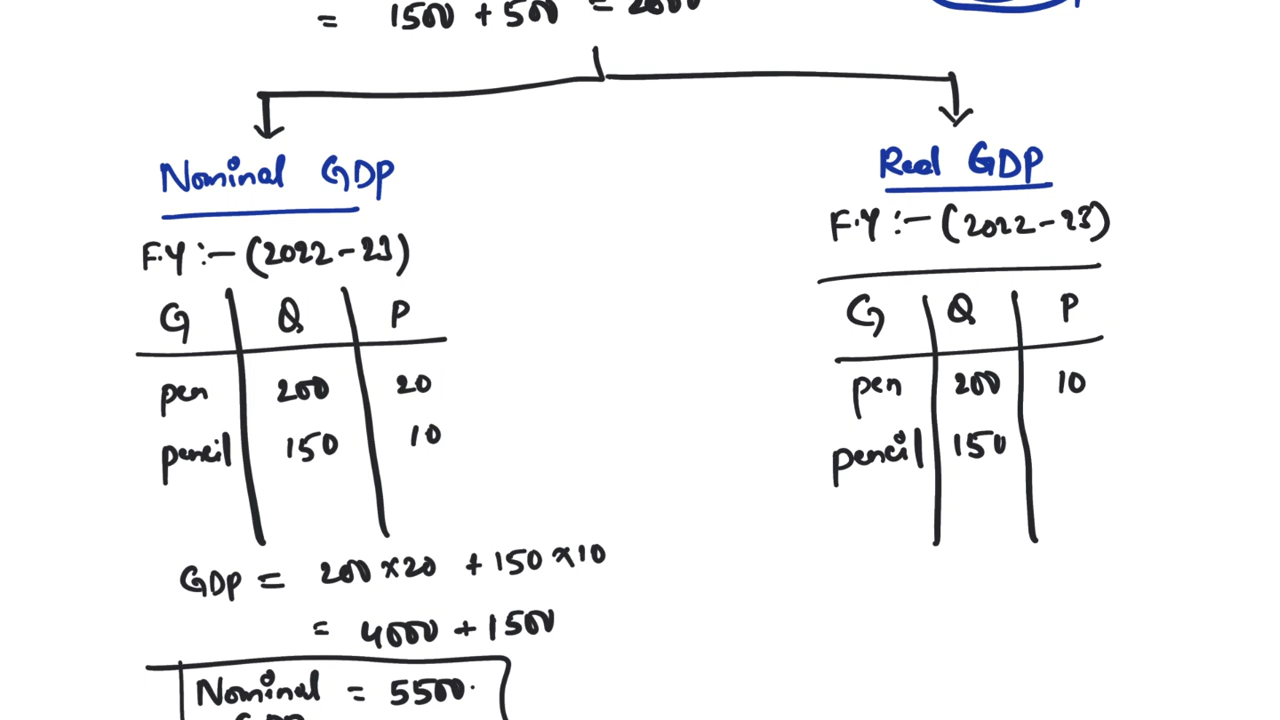 = 1500 + 500 = 2000
Nominal GDP
F.Y :- (2022-23)
G Q P
pen 200 20
pencil 150 10
GDP = 200 × 20 + 150 × 10
= 4000 + 1500
Nominal = 5500.
GDP
Real GDP
F.Y :- (2022-23)
G Q P
pen 200 10
pencil 150